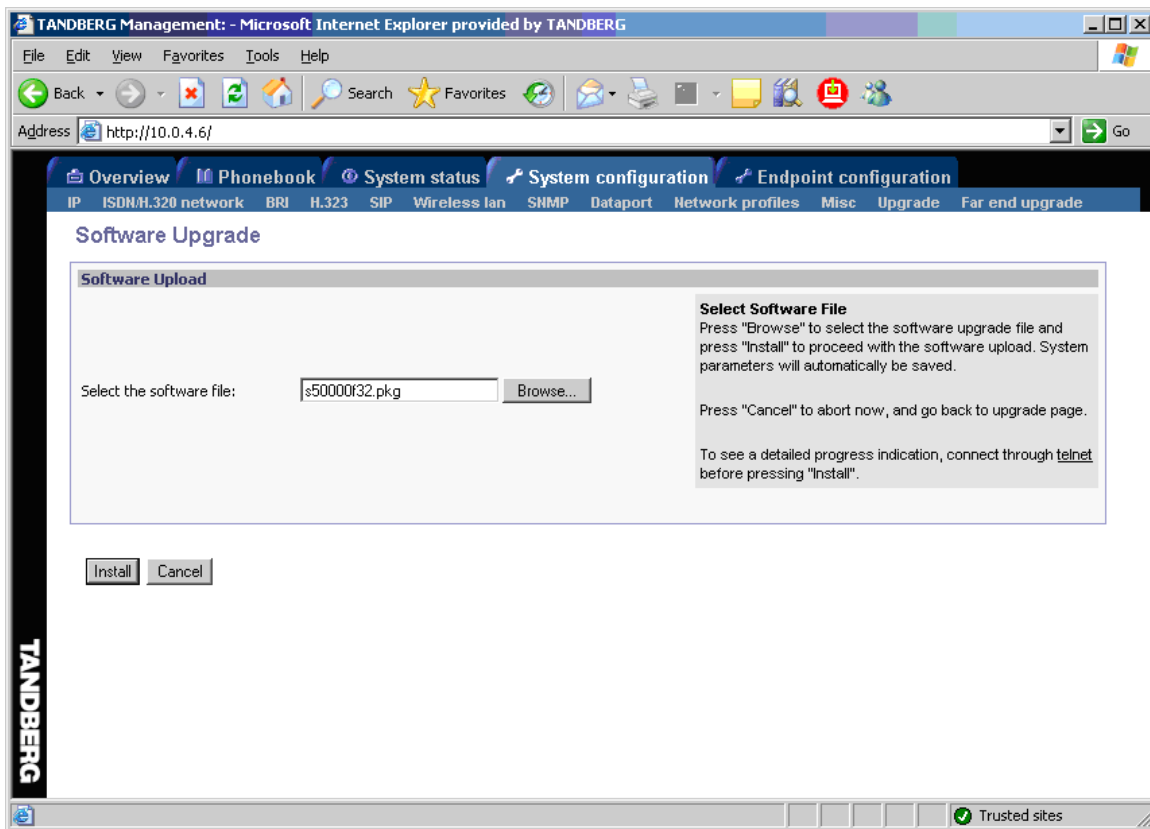 TANDBERG Management: - Microsoft Internet Explorer provided by TANDBERG
File Edit View Favorites Tools Help
Back Search Favorites
Address http://10.0.4.6/ Go
Overview Phonebook System status System configuration Endpoint configuration
IP ISDN/H.320 network BRI H.323 SIP Wireless lan SNMP Dataport Network profiles Misc Upgrade Far end upgrade
Software Upgrade
Software Upload
Select the software file: s50000f32.pkg Browse...
Select Software File
Press "Browse" to select the software upgrade file and
press "Install" to proceed with the software upload. System
parameters will automatically be saved.
Press "Cancel" to abort now, and go back to upgrade page.
To see a detailed progress indication, connect through telnet
before pressing "Install".
Install Cancel
TANDBERG
Trusted sites